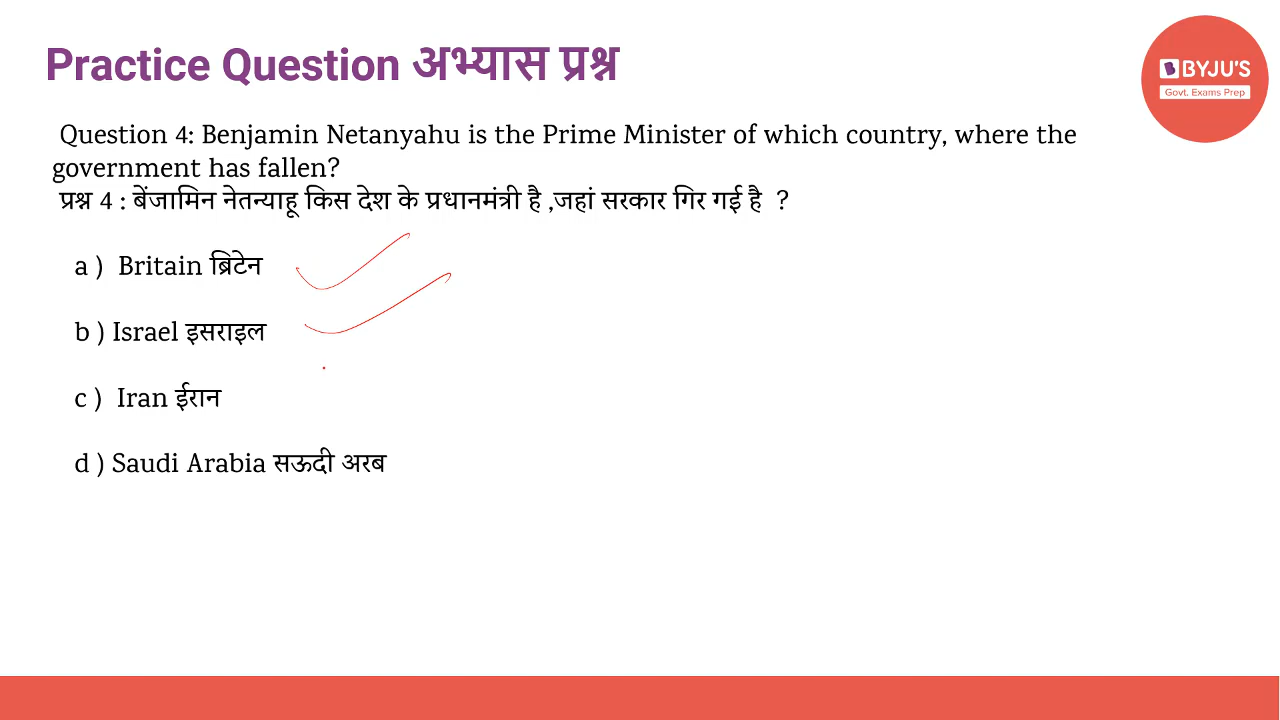 Practice Question अभ्यास प्रश्न
BYJU'S
Govt. Exams Prep
Question 4: Benjamin Netanyahu is the Prime Minister of which country, where the
government has fallen?
प्रश्न 4 : बेंजामिन नेतन्याहू किस देश के प्रधानमंत्री है ,जहां सरकार गिर गई है ?
a ) Britain ब्रिटेन
b ) Israel इसराइल
c ) Iran ईरान
d ) Saudi Arabia सऊदी अरब